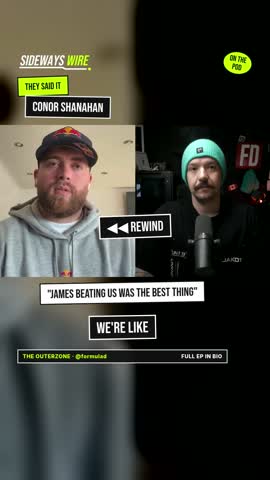 SIDEWAYS WIRE.
ON THE
POD
THEY SAID IT
CONOR SHANAHAN
FD
REWIND
JAKOT
"JAMES BEATING US WAS THE BEST THING"
WE'RE LIKE
THE OUTERZONE - @formulad
FULL EP IN BIO